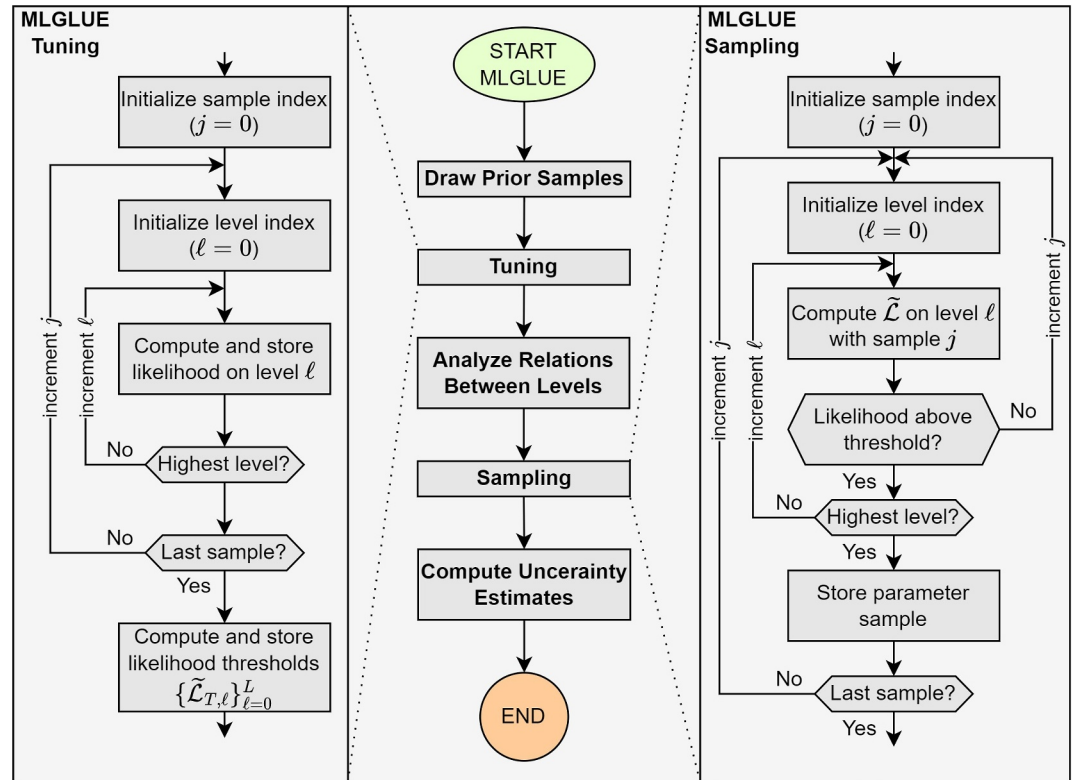 MLGLUE
Tuning
Initialize sample index
(j = 0)
Initialize level index
(ℓ = 0)
Compute and store
likelihood on level ℓ
increment j
increment ℓ
No
Highest level?
No
Last sample?
Yes
Compute and store
likelihood thresholds
{ℒ̃_{T,ℓ}}_{ℓ=0}^{L}
START
MLGLUE
Draw Prior Samples
Tuning
Analyze Relations
Between Levels
Sampling
Compute Uncerainty
Estimates
END
MLGLUE
Sampling
Initialize sample index
(j = 0)
Initialize level index
(ℓ = 0)
Compute ℒ̃ on level ℓ
with sample j
increment j
increment ℓ
increment j
Likelihood above
threshold?
No
Yes
No
Highest level?
Yes
Store parameter
sample
No
Last sample?
Yes